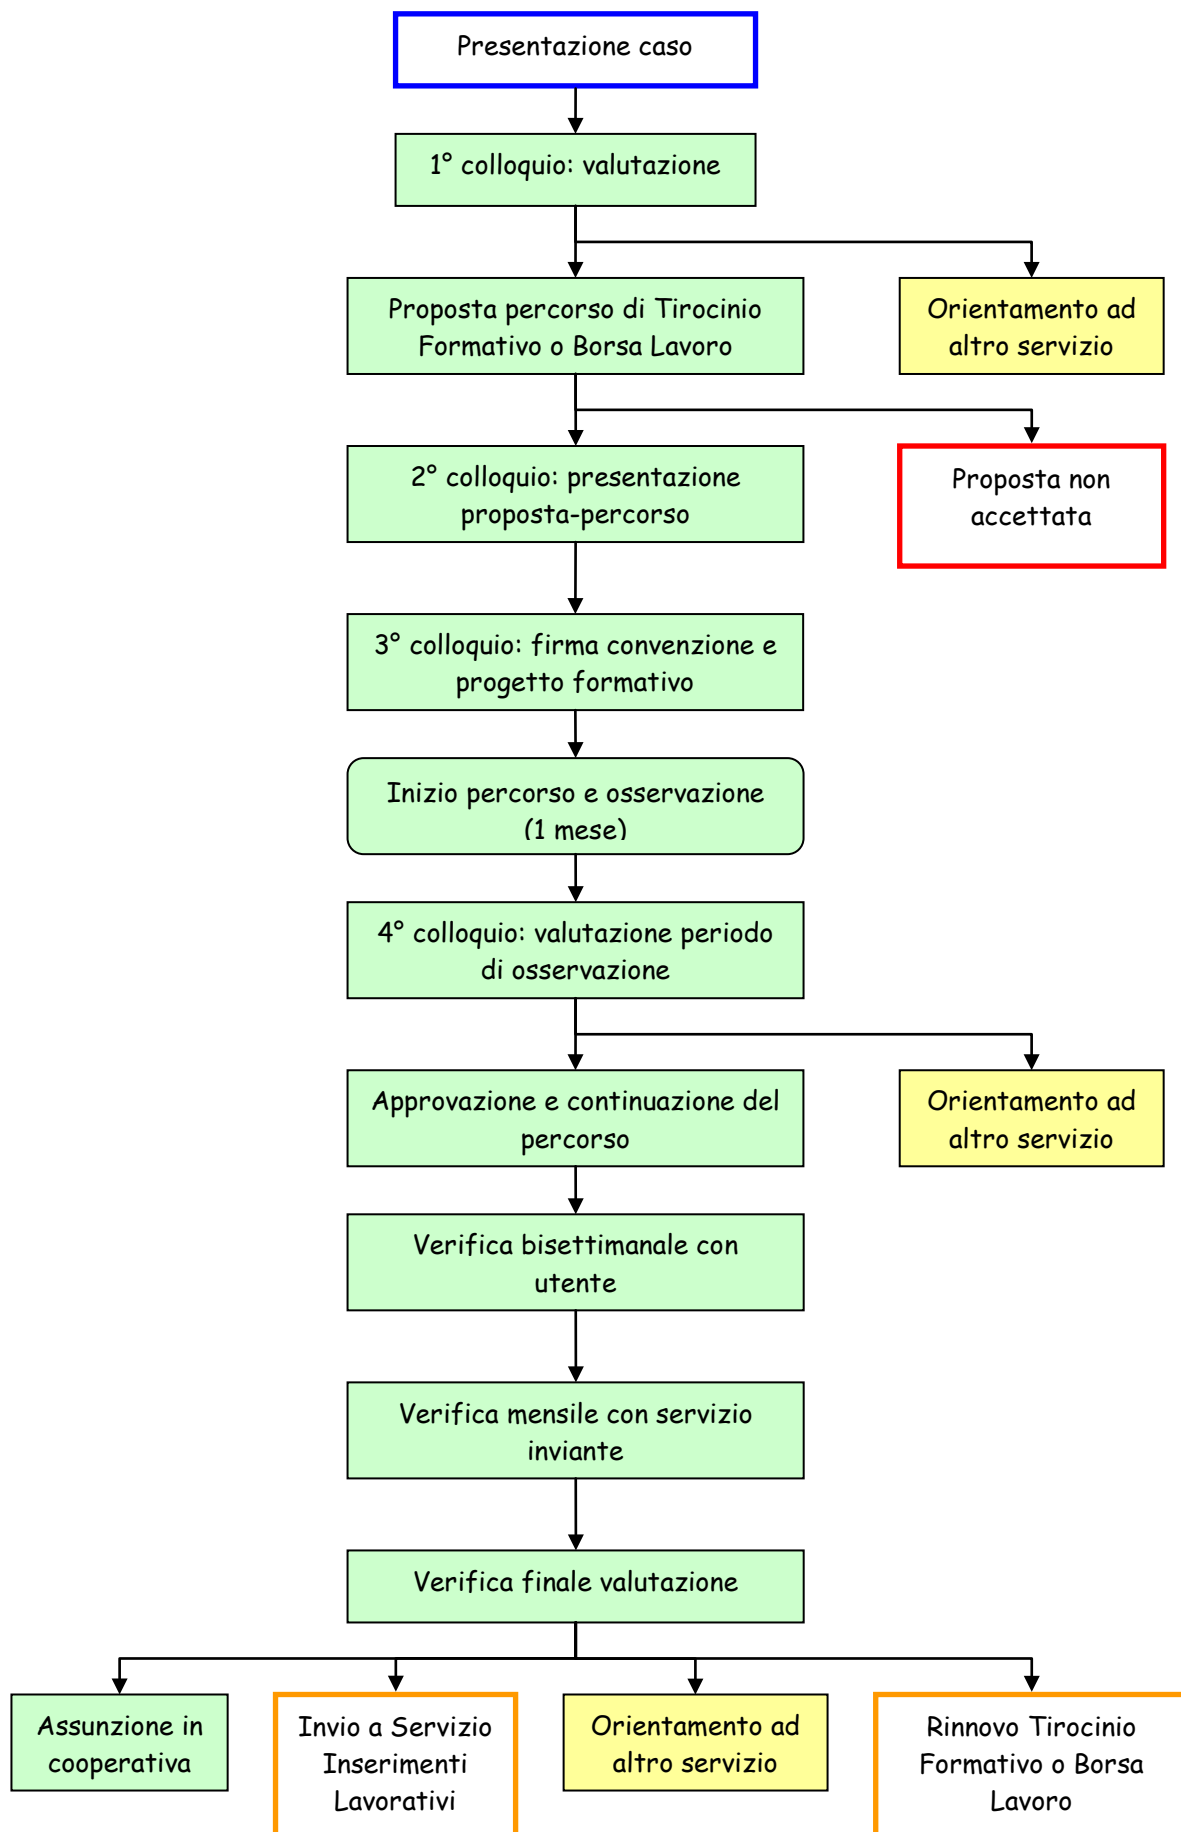 Presentazione caso
1° colloquio: valutazione
Proposta percorso di Tirocinio
Formativo o Borsa Lavoro
Orientamento ad
altro servizio
2° colloquio: presentazione
proposta-percorso
Proposta non
accettata
3° colloquio: firma convenzione e
progetto formativo
Inizio percorso e osservazione
(1 mese)
4° colloquio: valutazione periodo
di osservazione
Approvazione e continuazione del
percorso
Orientamento ad
altro servizio
Verifica bisettimanale con
utente
Verifica mensile con servizio
inviante
Verifica finale valutazione
Assunzione in
cooperativa
Invio a Servizio
Inserimenti
Lavorativi
Orientamento ad
altro servizio
Rinnovo Tirocinio
Formativo o Borsa
Lavoro